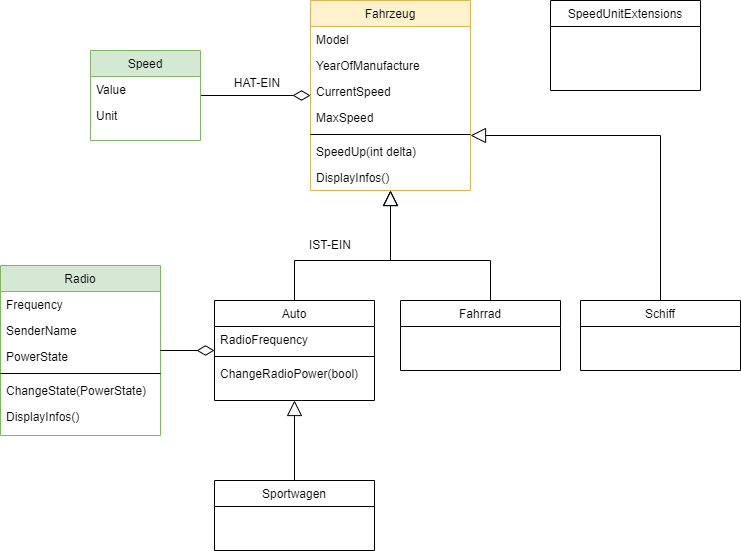 Fahrzeug
Model
YearOfManufacture
CurrentSpeed
MaxSpeed
SpeedUp(int delta)
DisplayInfos()
SpeedUnitExtensions
Speed
Value
Unit
HAT-EIN
IST-EIN
Radio
Frequency
SenderName
PowerState
ChangeState(PowerState)
DisplayInfos()
Auto
RadioFrequency
ChangeRadioPower(bool)
Fahrrad
Schiff
Sportwagen